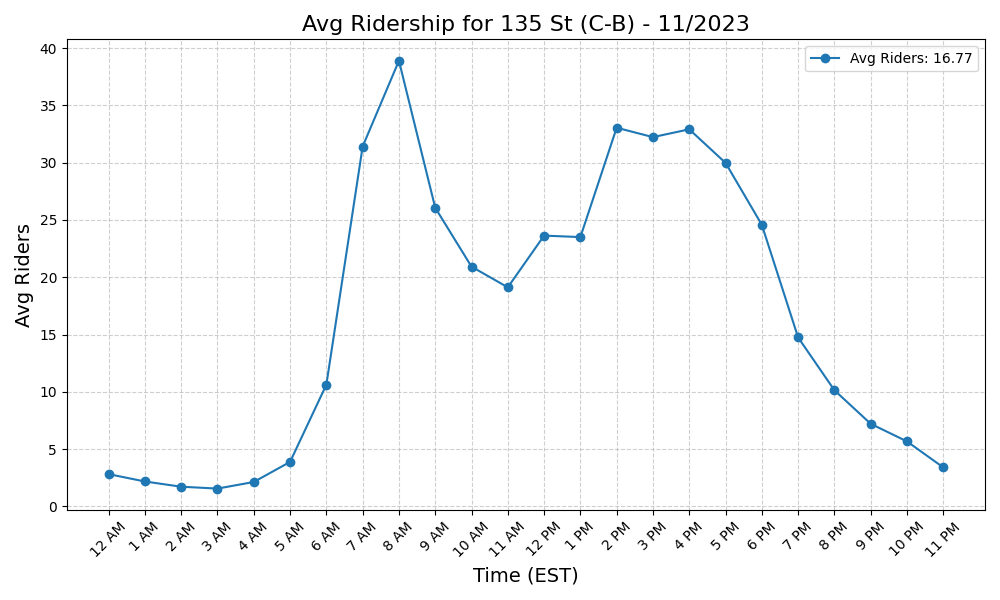 Avg Ridership for 135 St (C-B) - 11/2023
Avg Riders: 16.77
Avg Riders
40
35
30
25
20
15
10
5
0
12 AM
1 AM
2 AM
3 AM
4 AM
5 AM
6 AM
7 AM
8 AM
9 AM
10 AM
11 AM
12 PM
1 PM
2 PM
3 PM
4 PM
5 PM
6 PM
7 PM
8 PM
9 PM
10 PM
11 PM
Time (EST)